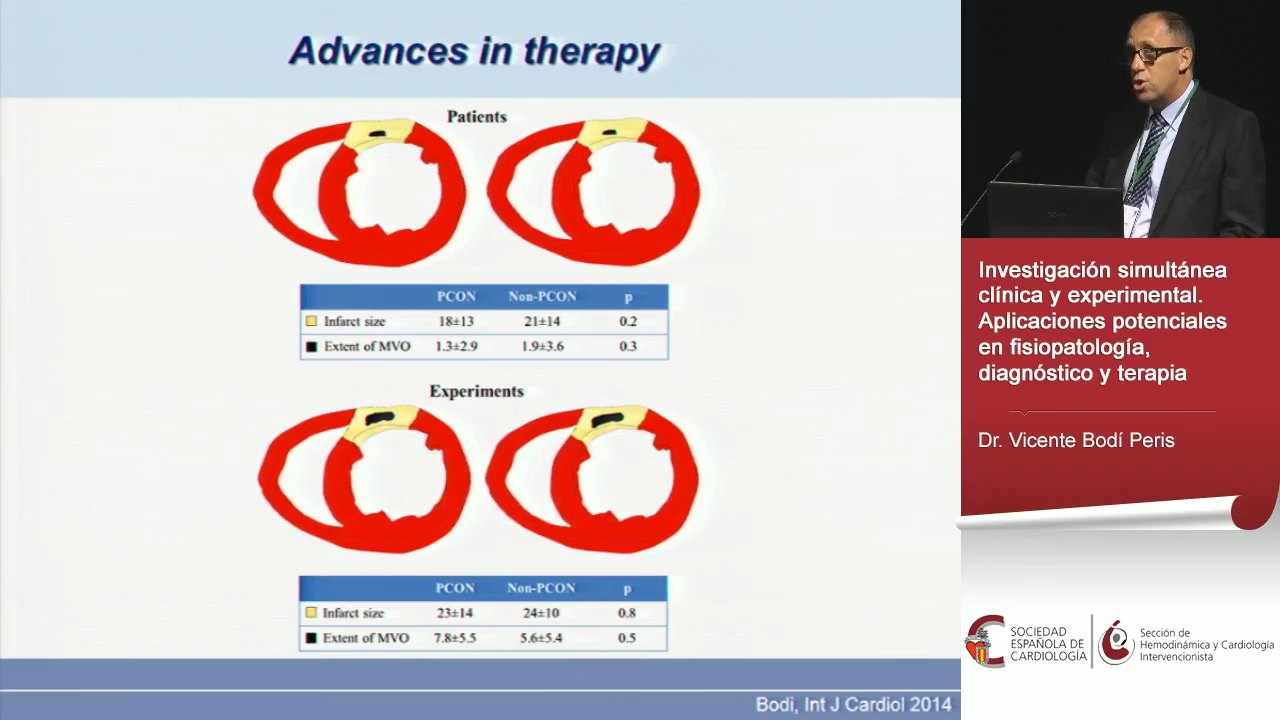 Advances in therapy
Patients
PCON Non-PCON p
Infarct size 18±13 21±14 0.2
Extent of MVO 1.3±2.9 1.9±3.6 0.3
Experiments
PCON Non-PCON p
Infarct size 23±14 24±10 0.8
Extent of MVO 7.8±5.5 5.6±5.4 0.5
Bodi, Int J Cardiol 2014
Investigación simultánea
clínica y experimental.
Aplicaciones potenciales
en fisiopatología,
diagnóstico y terapia
Dr. Vicente Bodí Peris
SOCIEDAD
ESPAÑOLA DE
CARDIOLOGÍA
Sección de
Hemodinámica y Cardiología
Intervencionista